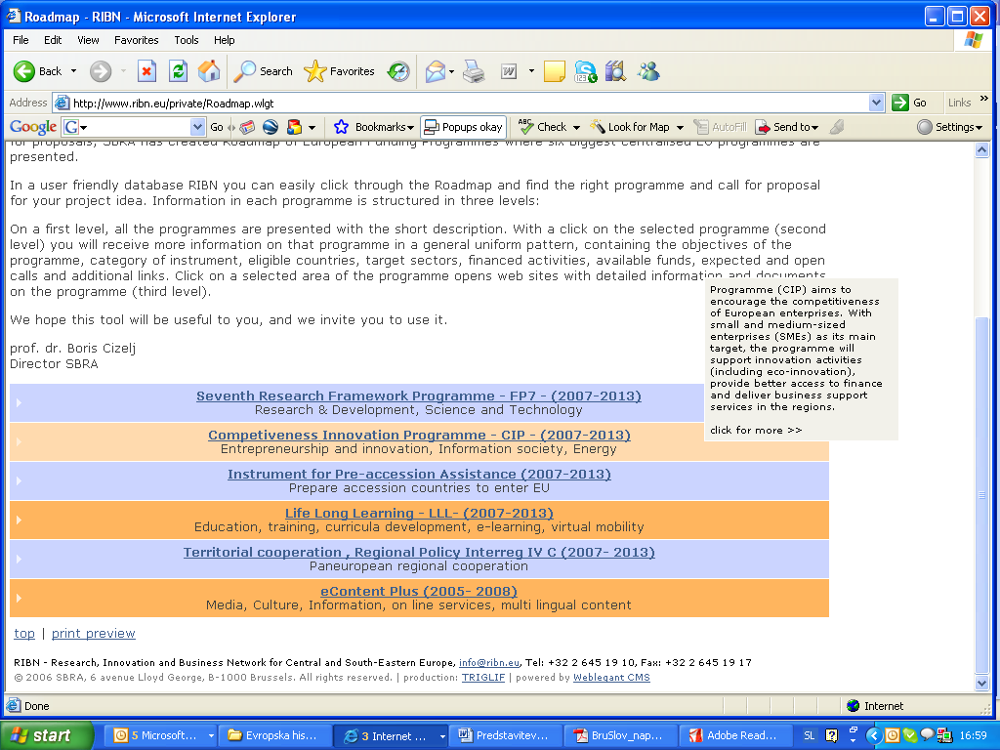 Roadmap - RIBN - Microsoft Internet Explorer
File Edit View Favorites Tools Help
Back Search Favorites
Address http://www.ribn.eu/private/Roadmap.wlgt Go Links »
Google G Go Bookmarks Popups okay ABC Check Look for Map AutoFill Send to Settings
for proposals, SBRA has created Roadmap of European Funding Programmes where six biggest centralised EU programmes are
presented.
In a user friendly database RIBN you can easily click through the Roadmap and find the right programme and call for proposal
for your project idea. Information in each programme is structured in three levels:
On a first level, all the programmes are presented with the short description. With a click on the selected programme (second
level) you will receive more information on that programme in a general uniform pattern, containing the objectives of the
programme, category of instrument, eligible countries, target sectors, financed activities, available funds, expected and open
calls and additional links. Click on a selected area of the programme opens web sites with detailed information and documents
on the programme (third level).
We hope this tool will be useful to you, and we invite you to use it.
prof. dr. Boris Cizelj
Director SBRA
Programme (CIP) aims to
encourage the competitiveness
of European enterprises. With
small and medium-sized
enterprises (SMEs) as its main
target, the programme will
support innovation activities
(including eco-innovation),
provide better access to finance
and deliver business support
services in the regions.
click for more >>
Seventh Research Framework Programme - FP7 - (2007-2013)
Research & Development, Science and Technology
Competiveness Innovation Programme - CIP - (2007-2013)
Entrepreneurship and innovation, Information society, Energy
Instrument for Pre-accession Assistance (2007-2013)
Prepare accession countries to enter EU
Life Long Learning - LLL- (2007-2013)
Education, training, curricula development, e-learning, virtual mobility
Territorial cooperation , Regional Policy Interreg IV C (2007- 2013)
Paneuropean regional cooperation
eContent Plus (2005- 2008)
Media, Culture, Information, on line services, multi lingual content
top | print preview
RIBN - Research, Innovation and Business Network for Central and South-Eastern Europe, info@ribn.eu, Tel: +32 2 645 19 10, Fax: +32 2 645 19 17
© 2006 SBRA, 6 avenue Lloyd George, B-1000 Brussels. All rights reserved. | production: TRIGLIF | powered by Weblegant CMS
Done Internet
start 5 Microsoft... Evropska his... 3 Internet ... Predstavitev... BruSlov_nap... Adobe Read... SL 16:59